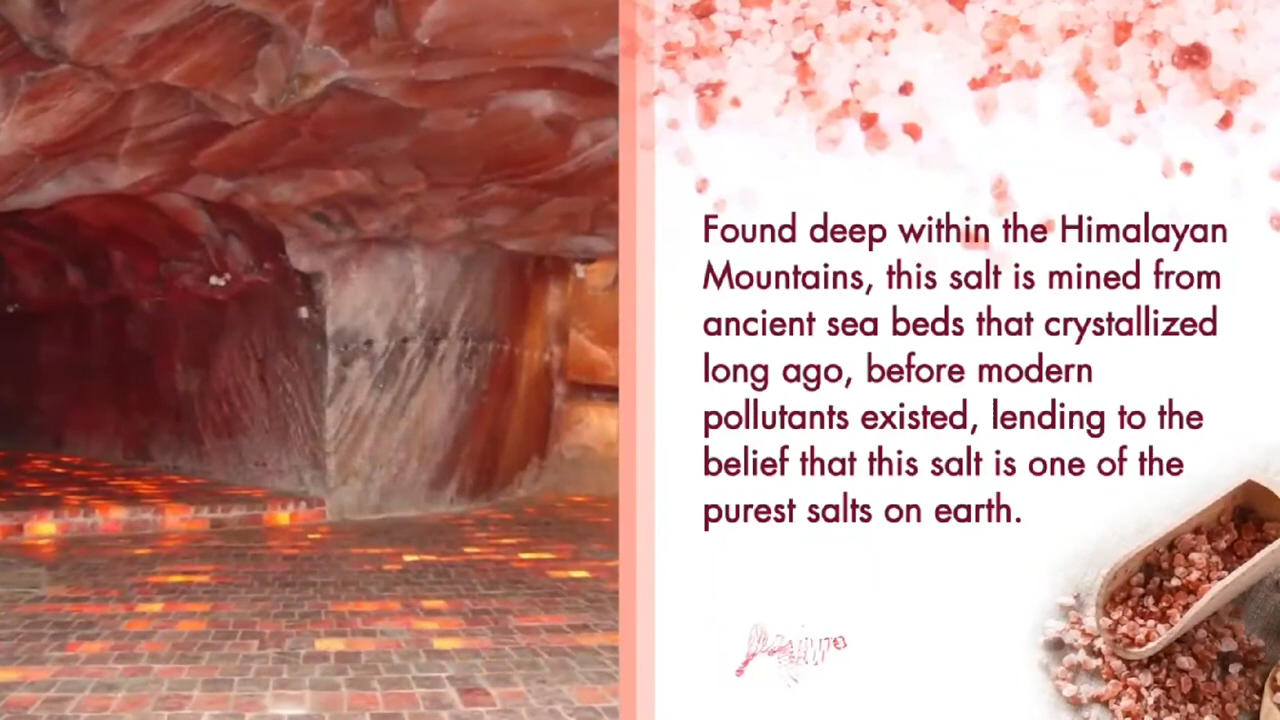 Found deep within the Himalayan
Mountains, this salt is mined from
ancient sea beds that crystallized
long ago, before modern
pollutants existed, lending to the
belief that this salt is one of the
purest salts on earth.